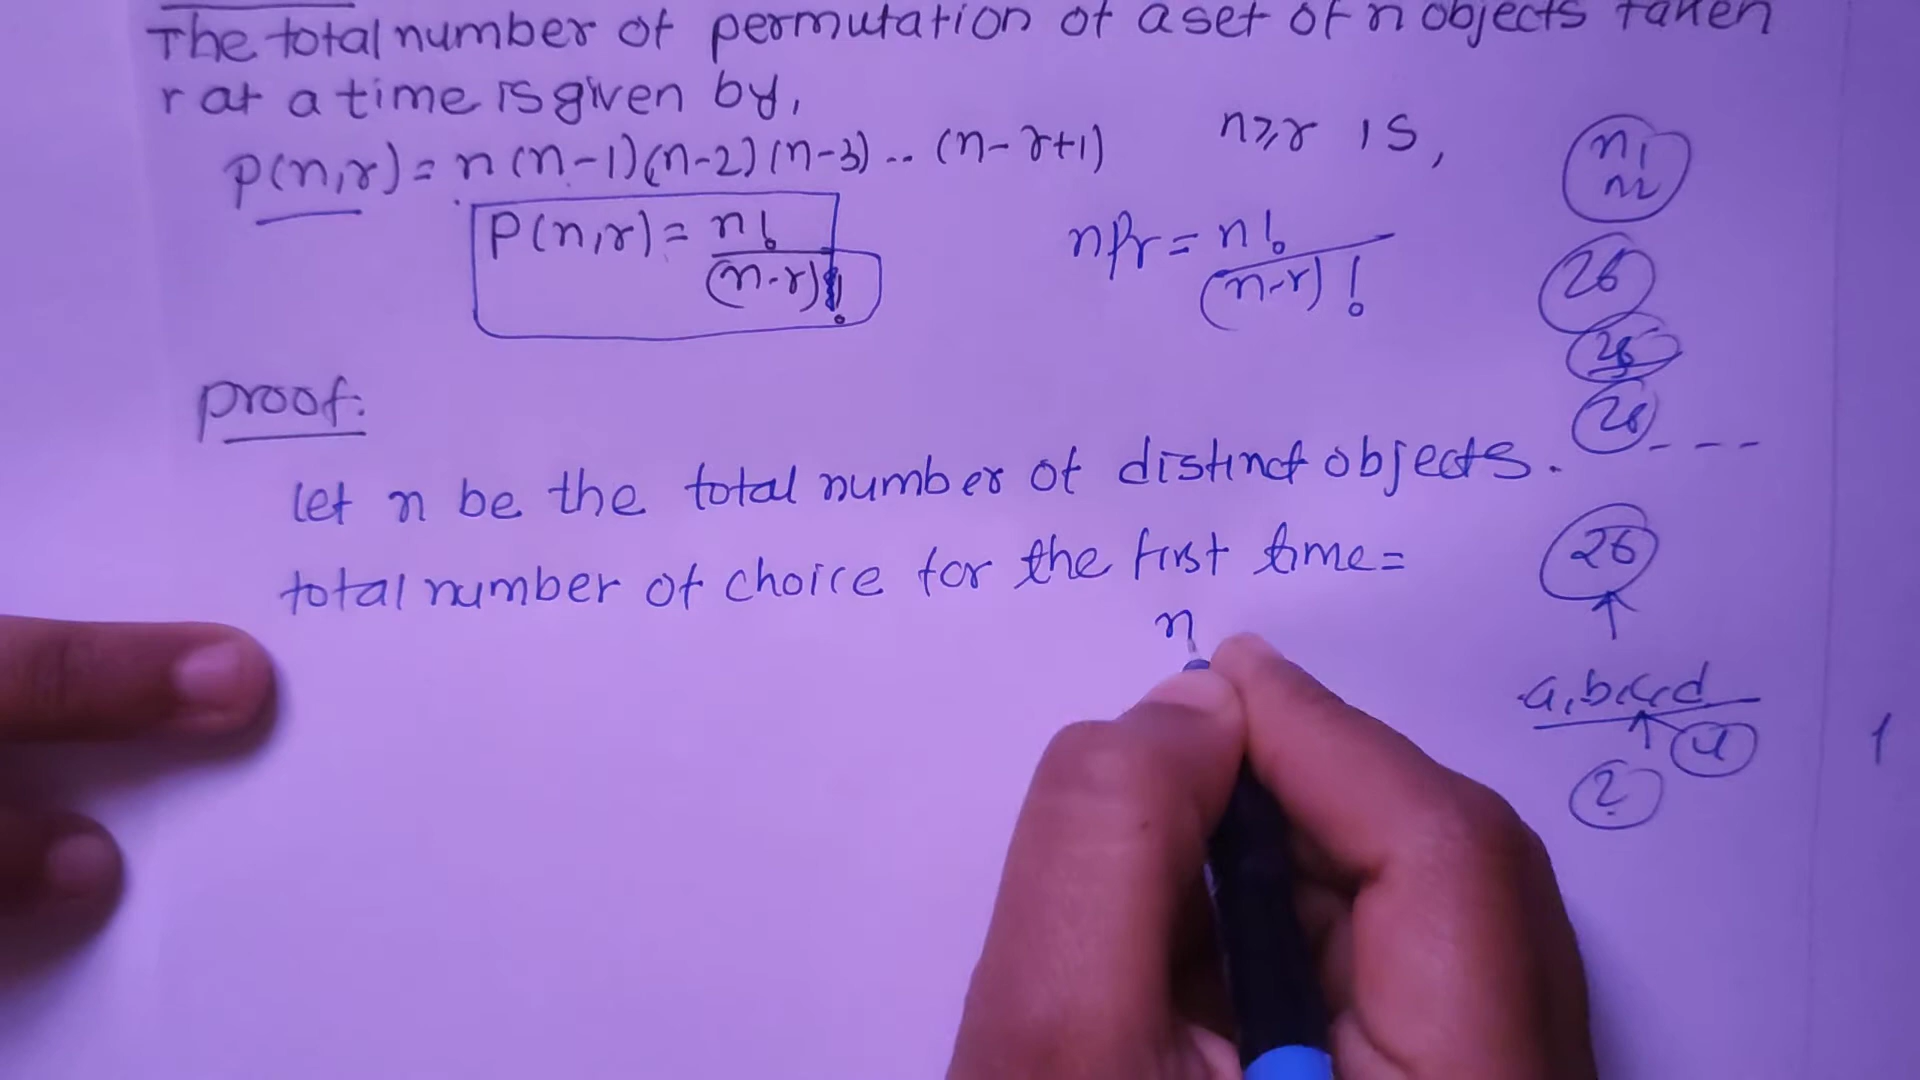 The total number of permutation of a set of n objects taken
r at a time is given by,
P(n,r) = n(n-1)(n-2)(n-3)..(n-r+1) n≥r is,
P(n,r) = n!/(n-r)!
nPr = n!/(n-r)!
n1
n2
26
26
26
proof:
let n be the total number of distinct objects.
total number of choice for the first time =
n
26
a,b,c,d
4
2
1